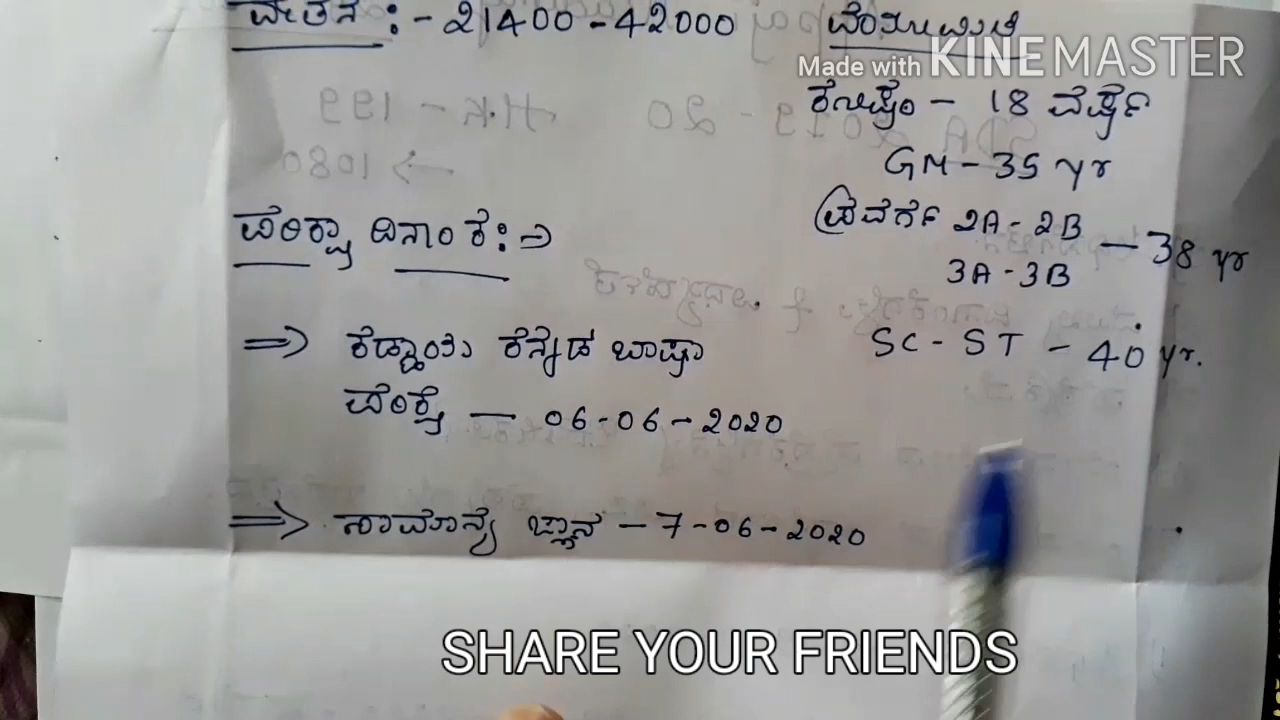 ವೇತನ :- 21400 - 42000
ವಯೋಮಿತಿ
Made with KINEMASTER
ಕನಿಷ್ಠ - 18 ವರ್ಷ
GM - 35 yr
ಪ್ರವರ್ಗ 2A - 2B
3A - 3B - 38 yr
SC - ST - 40 yr.
ಪರೀಕ್ಷಾ ದಿನಾಂಕ :->
=> ಕಡ್ಡಾಯ ಕನ್ನಡ ಬಾಷಾ
ಪರೀಕ್ಷೆ - 06-06-2020
=> ಸಾಮಾನ್ಯ ಜ್ಞಾನ - 7-06-2020
SHARE YOUR FRIENDS